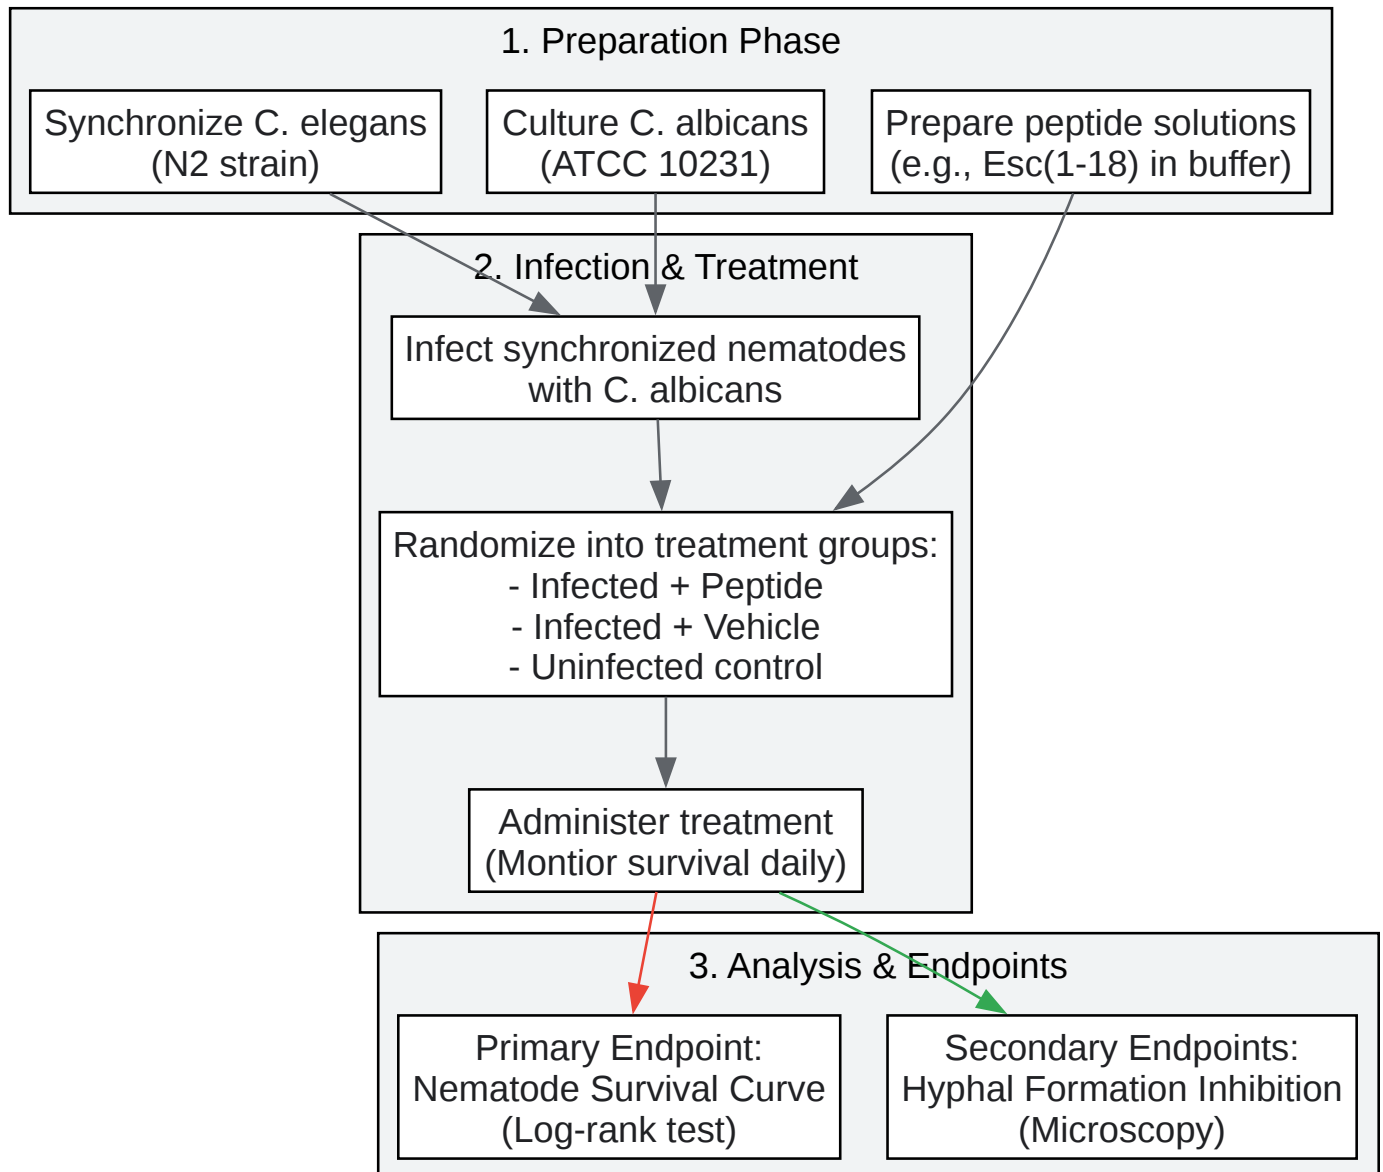 1. Preparation Phase
Synchronize C. elegans
(N2 strain)
Culture C. albicans
(ATCC 10231)
Prepare peptide solutions
(e.g., Esc(1-18) in buffer)
2. Infection & Treatment
Infect synchronized nematodes
with C. albicans
Randomize into treatment groups:
- Infected + Peptide
- Infected + Vehicle
- Uninfected control
Administer treatment
(Montior survival daily)
3. Analysis & Endpoints
Primary Endpoint:
Nematode Survival Curve
(Log-rank test)
Secondary Endpoints:
Hyphal Formation Inhibition
(Microscopy)